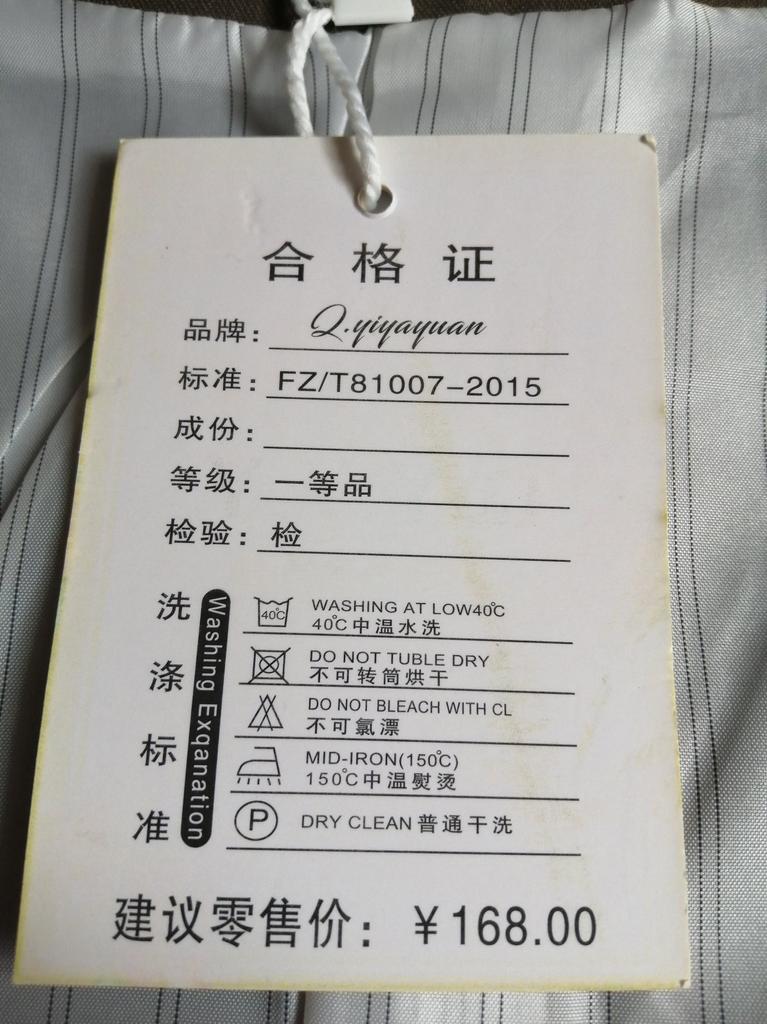 合格证
品牌：Q.yiyayuan
标准：FZ/T81007-2015
成份：
等级：一等品
检验：检
洗涤标准
Washing Exqanation
40℃ WASHING AT LOW40℃
40℃中温水洗
DO NOT TUBLE DRY
不可转筒烘干
DO NOT BLEACH WITH CL
不可氯漂
MID-IRON(150℃)
150℃中温熨烫
P DRY CLEAN 普通干洗
建议零售价：￥168.00